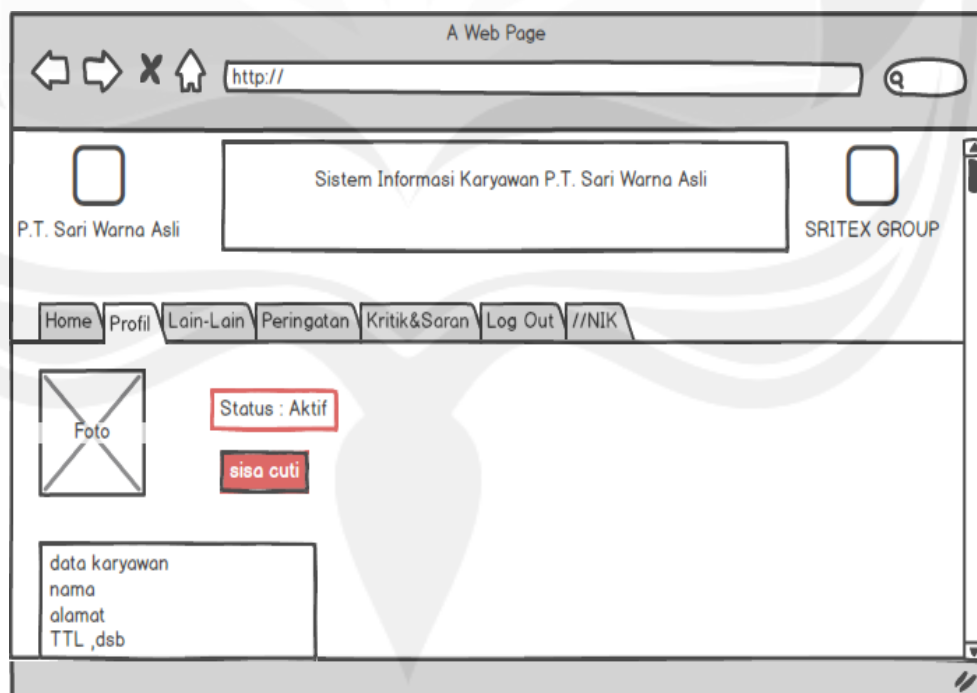 A Web Page
http://
Sistem Informasi Karyawan P.T. Sari Warna Asli
P.T. Sari Warna Asli
SRITEX GROUP
Home Profil Lain-Lain Peringatan Kritik&Saran Log Out //NIK
Foto
Status : Aktif
sisa cuti
data karyawan
nama
alamat
TTL ,dsb